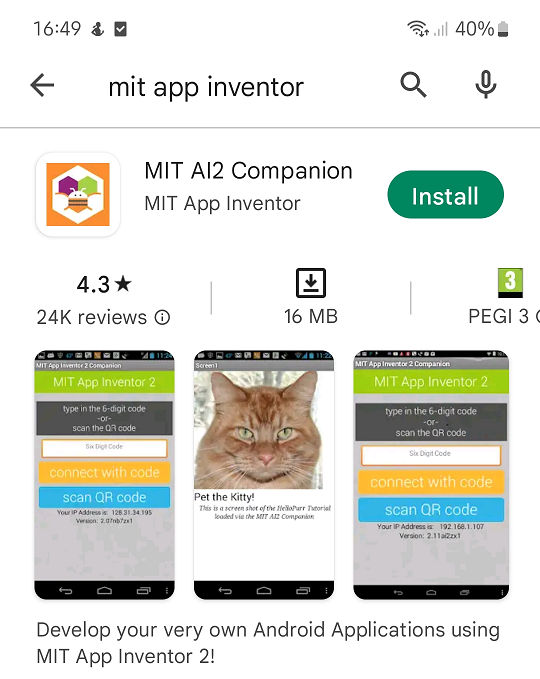 16:49
40%
mit app inventor
MIT AI2 Companion
MIT App Inventor
Install
4.3★
24K reviews
16 MB
3
PEGI 3
MIT App Inventor 2 Companion
MIT App Inventor 2
type in the 6-digit code
-or-
scan the QR code
Six Digit Code
connect with code
scan QR code
Your IP Address is: 128.31.34.195
Version: 2.07nb7zx1
11:22
Screen1
Pet the Kitty!
This is a screen shot of the HelloPurr Tutorial
loaded via the MIT AI2 Companion
MIT App Inventor 2 Companion
MIT App Inventor 2
type in the 6-digit code
-or-
scan the QR code
Six Digit Code
connect with code
scan QR code
Your IP Address is: 192.168.1.107
Version: 2.11ai2zx1
Develop your very own Android Applications using
MIT App Inventor 2!